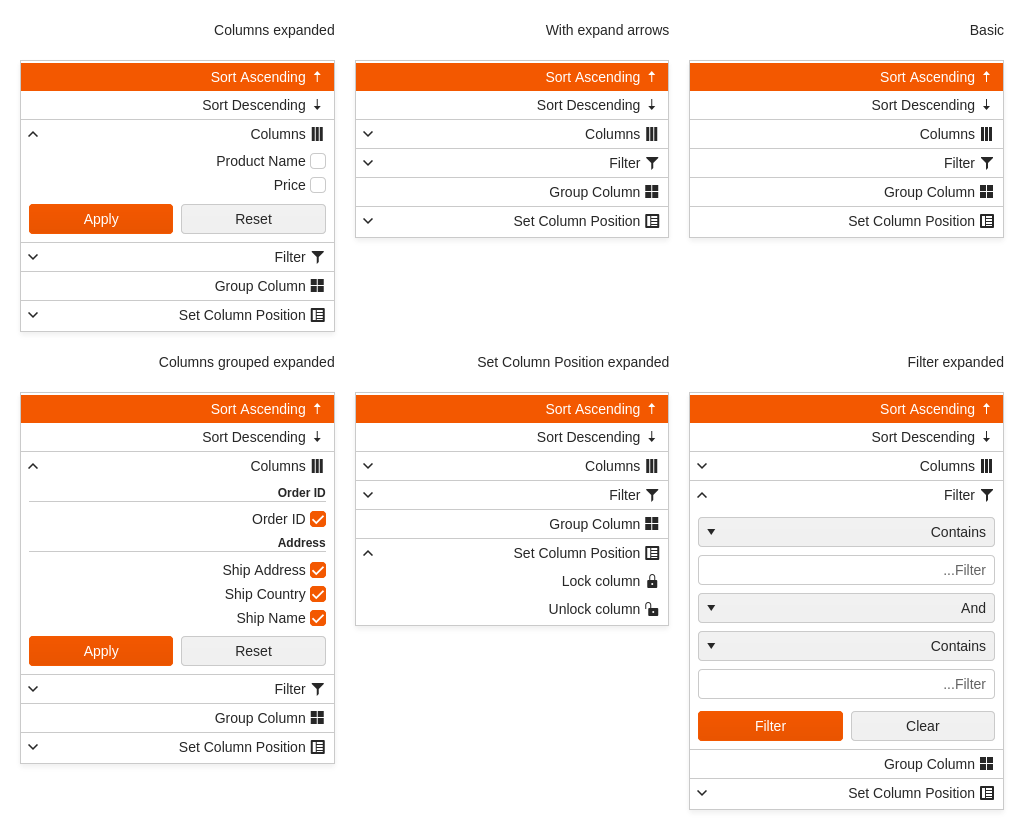 Columns expanded
Sort Ascending
Sort Descending
Columns
Product Name
Price
Apply
Reset
Filter
Group Column
Set Column Position
With expand arrows
Sort Ascending
Sort Descending
Columns
Filter
Group Column
Set Column Position
Basic
Sort Ascending
Sort Descending
Columns
Filter
Group Column
Set Column Position
Columns grouped expanded
Sort Ascending
Sort Descending
Columns
Order ID
Order ID
Address
Ship Address
Ship Country
Ship Name
Apply
Reset
Filter
Group Column
Set Column Position
Set Column Position expanded
Sort Ascending
Sort Descending
Columns
Filter
Group Column
Set Column Position
Lock column
Unlock column
Filter expanded
Sort Ascending
Sort Descending
Columns
Filter
Contains
...Filter
And
Contains
...Filter
Filter
Clear
Group Column
Set Column Position